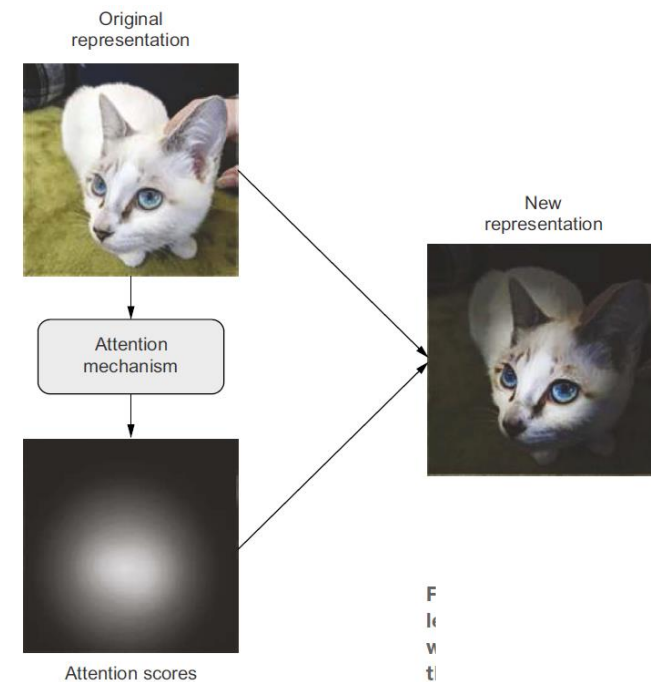 Original
representation
New
representation
Attention
mechanism
Attention scores